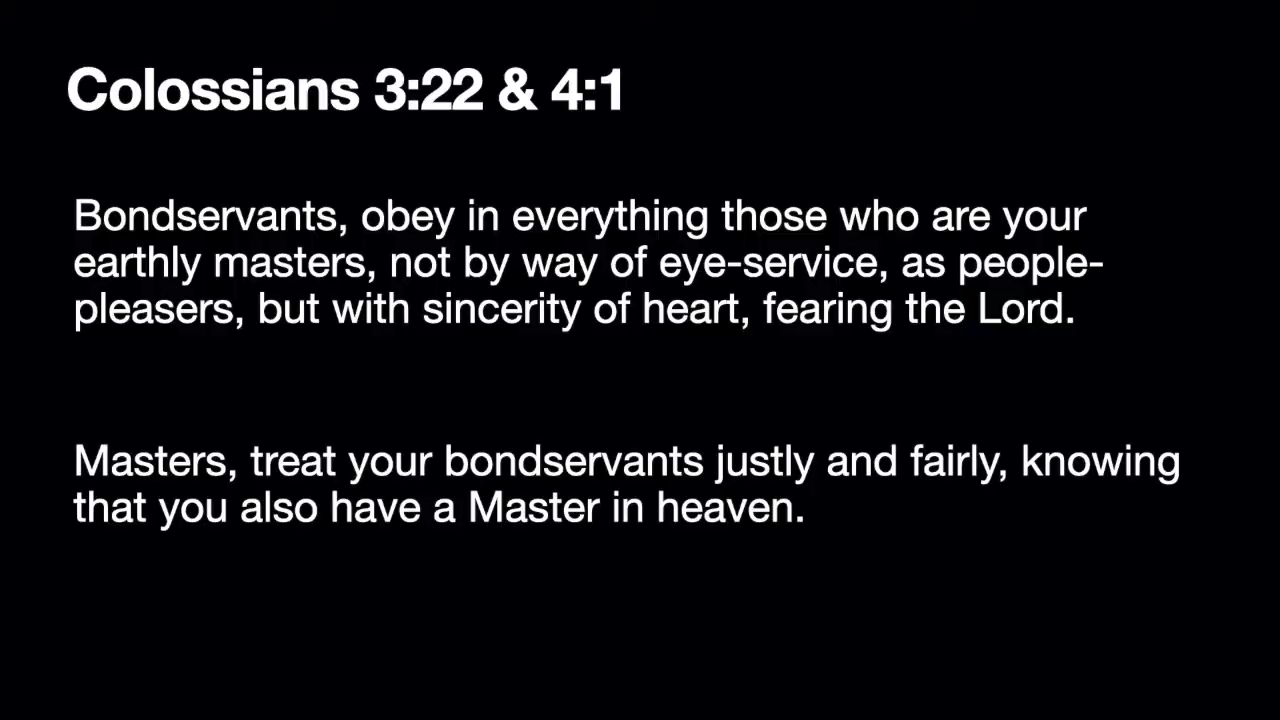 Colossians 3:22 & 4:1
Bondservants, obey in everything those who are your
earthly masters, not by way of eye-service, as people-
pleasers, but with sincerity of heart, fearing the Lord.
Masters, treat your bondservants justly and fairly, knowing
that you also have a Master in heaven.